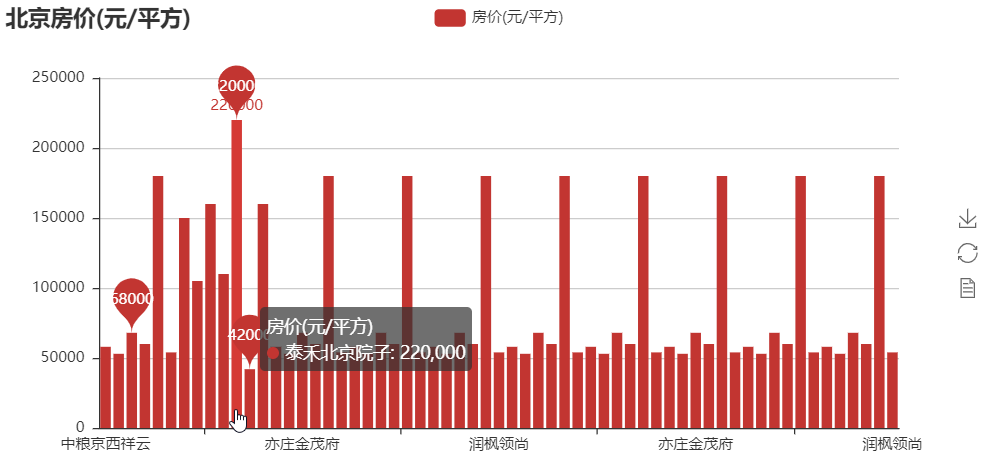 北京房价(元/平方)
房价(元/平方)
250000
200000
150000
100000
50000
0
220000
68000
42000
房价(元/平方)
泰禾北京院子: 220,000
中粮京西祥云
亦庄金茂府
润枫领尚
亦庄金茂府
润枫领尚